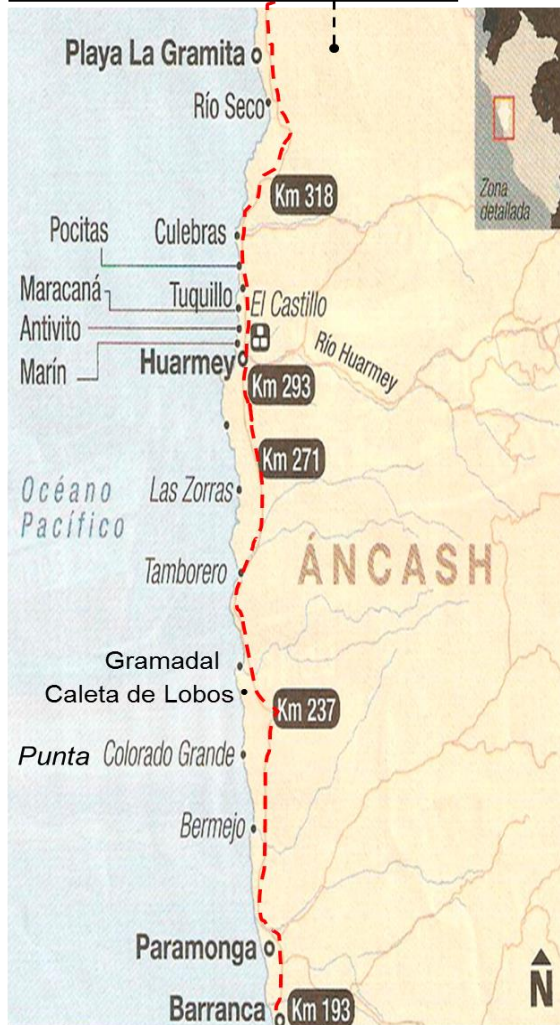 Playa La Gramita
Río Seco
Zona
detallada
Km 318
Pocitas
Culebras
Maracaná
Tuquillo
El Castillo
Antivito
Río Huarmey
Marín
Huarmey
Km 293
Km 271
Océano
Pacífico
Las Zorras
ÁNCASH
Tamborero
Gramadal
Caleta de Lobos
Km 237
Punta Colorado Grande
Bermejo
Paramonga
N
Barranca
Km 193